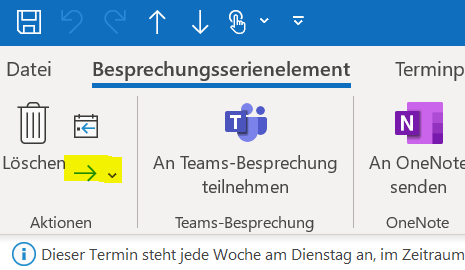 Datei Besprechungsserienelement Terminp
Löschen
An Teams-Besprechung
teilnehmen
An OneNote
senden
Aktionen Teams-Besprechung OneNote
Dieser Termin steht jede Woche am Dienstag an, im Zeitraum